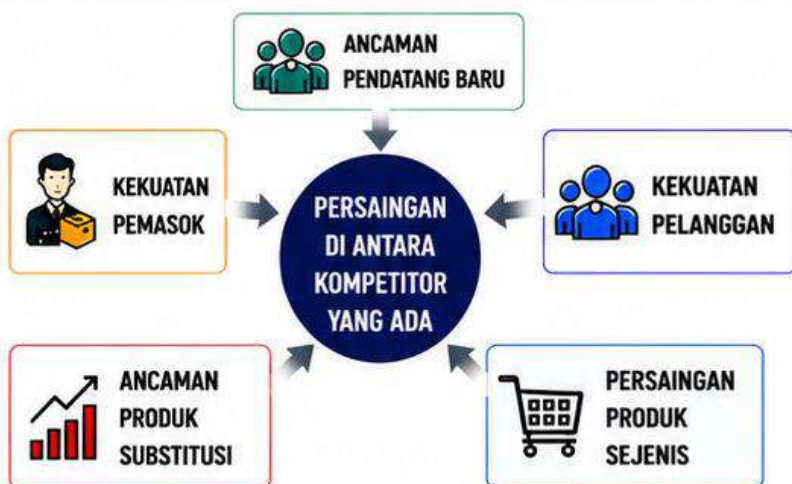 ANCAMAN
PENDATANG BARU
KEKUATAN
PEMASOK
PERSAINGAN
DI ANTARA
KOMPETITOR
YANG ADA
KEKUATAN
PELANGGAN
ANCAMAN
PRODUK
SUBSTITUSI
PERSAINGAN
PRODUK
SEJENIS